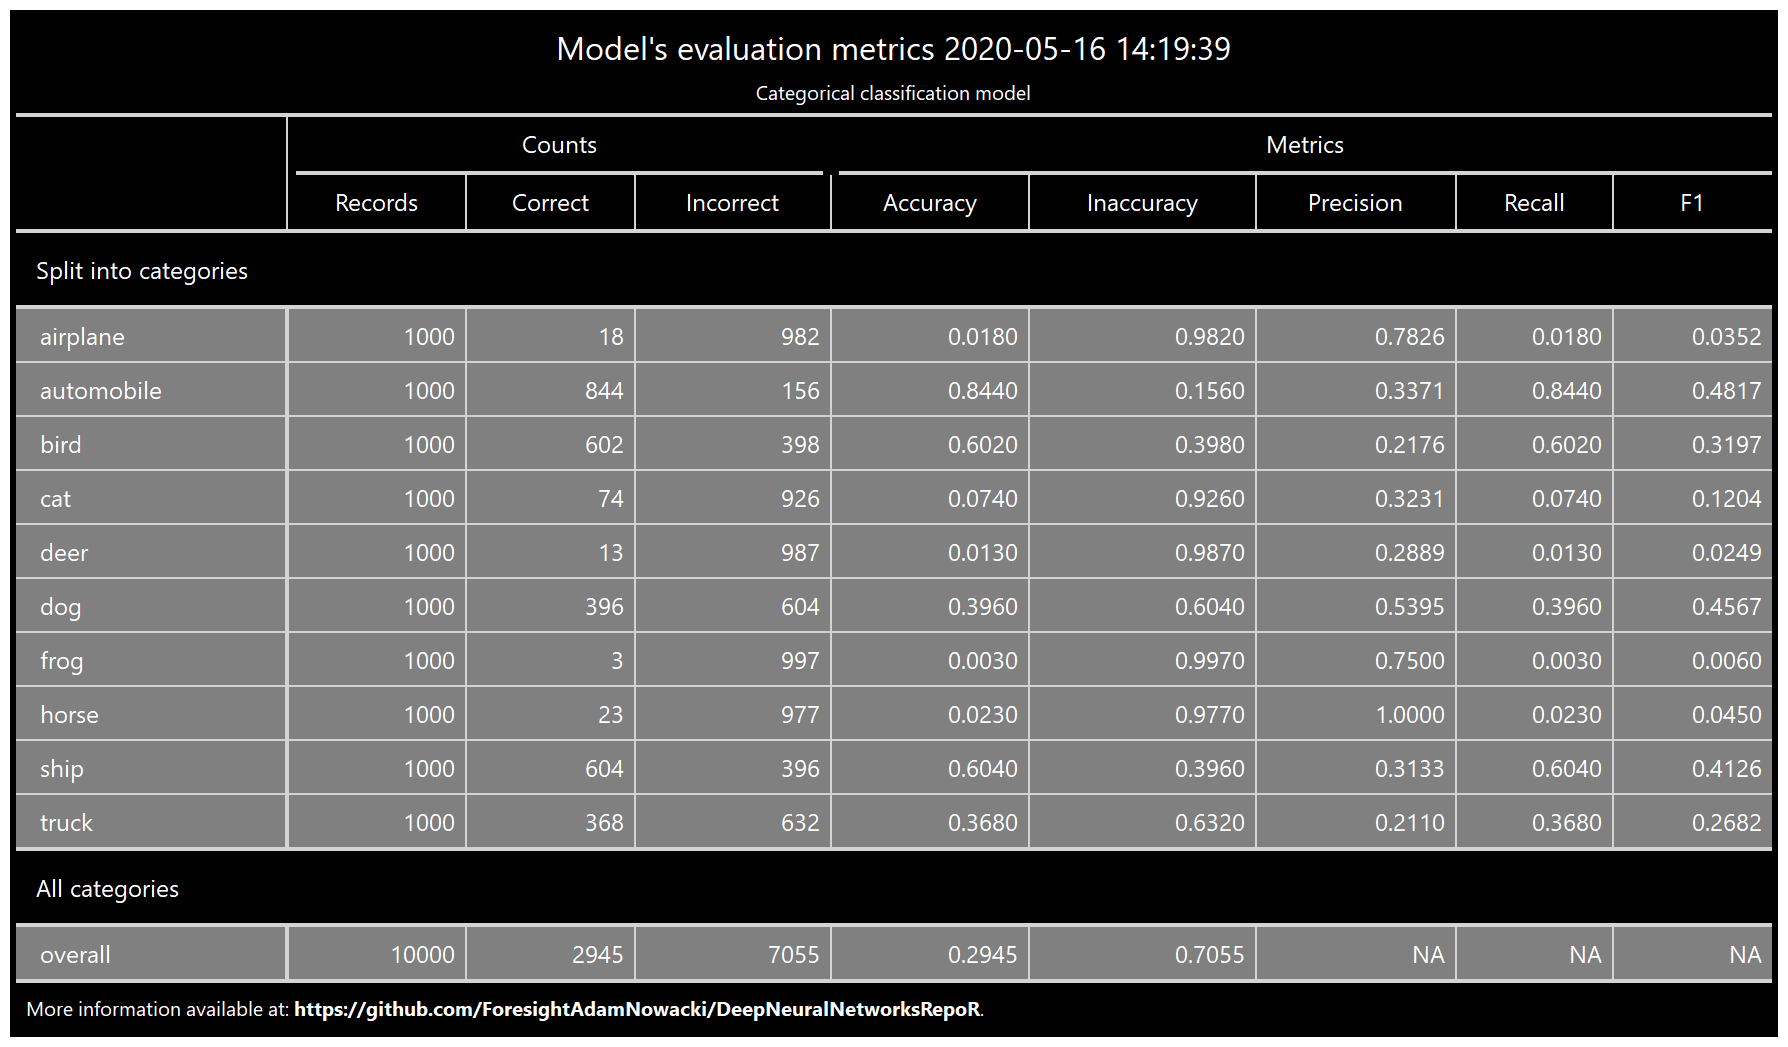 Model's evaluation metrics 2020-05-16 14:19:39
Categorical classification model
Counts Metrics
Records Correct Incorrect Accuracy Inaccuracy Precision Recall F1
Split into categories
airplane 1000 18 982 0.0180 0.9820 0.7826 0.0180 0.0352
automobile 1000 844 156 0.8440 0.1560 0.3371 0.8440 0.4817
bird 1000 602 398 0.6020 0.3980 0.2176 0.6020 0.3197
cat 1000 74 926 0.0740 0.9260 0.3231 0.0740 0.1204
deer 1000 13 987 0.0130 0.9870 0.2889 0.0130 0.0249
dog 1000 396 604 0.3960 0.6040 0.5395 0.3960 0.4567
frog 1000 3 997 0.0030 0.9970 0.7500 0.0030 0.0060
horse 1000 23 977 0.0230 0.9770 1.0000 0.0230 0.0450
ship 1000 604 396 0.6040 0.3960 0.3133 0.6040 0.4126
truck 1000 368 632 0.3680 0.6320 0.2110 0.3680 0.2682
All categories
overall 10000 2945 7055 0.2945 0.7055 NA NA NA
More information available at: https://github.com/ForesightAdamNowacki/DeepNeuralNetworksRepoR.